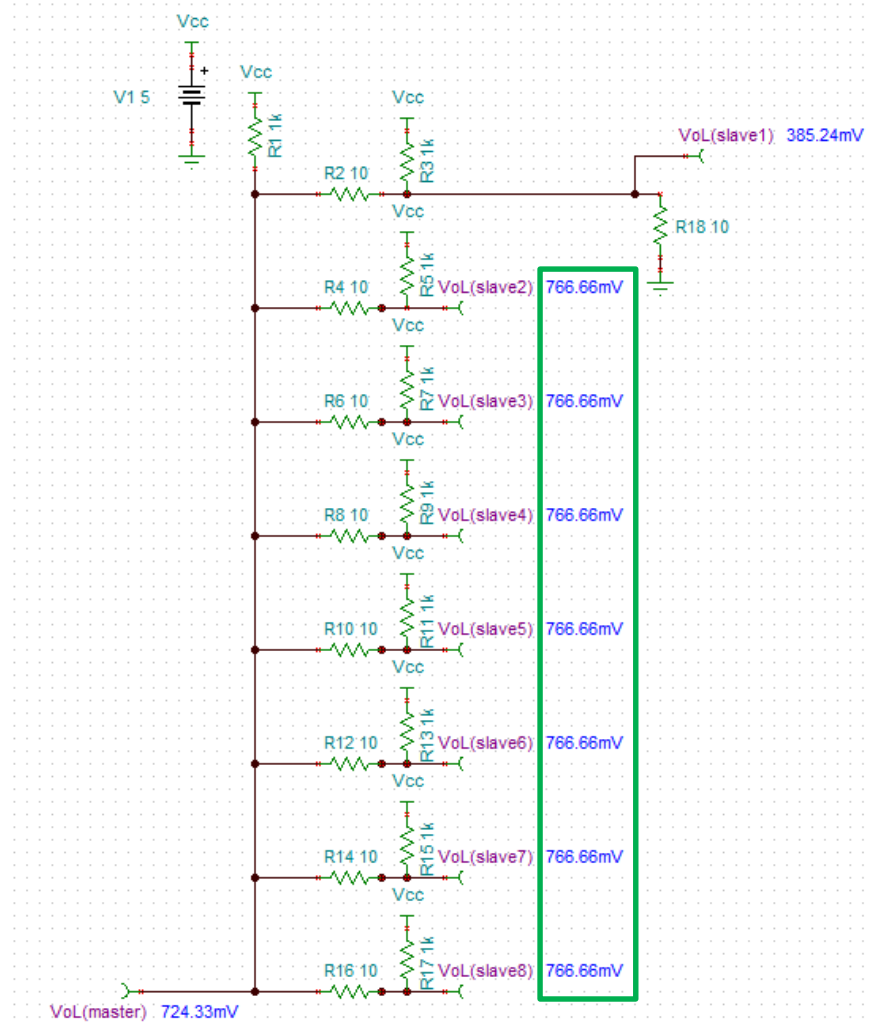 Vcc
+
V1 5
Vcc
R1 1k
Vcc
R3 1k
VoL(slave1) 385.24mV
R2 10
R18 10
Vcc
R5 1k
R4 10
VoL(slave2) 766.66mV
Vcc
R7 1k
R6 10
VoL(slave3) 766.66mV
Vcc
R9 1k
R8 10
VoL(slave4) 766.66mV
Vcc
R11 1k
R10 10
VoL(slave5) 766.66mV
Vcc
R13 1k
R12 10
VoL(slave6) 766.66mV
Vcc
R15 1k
R14 10
VoL(slave7) 766.66mV
Vcc
R17 1k
R16 10
VoL(slave8) 766.66mV
VoL(master) 724.33mV